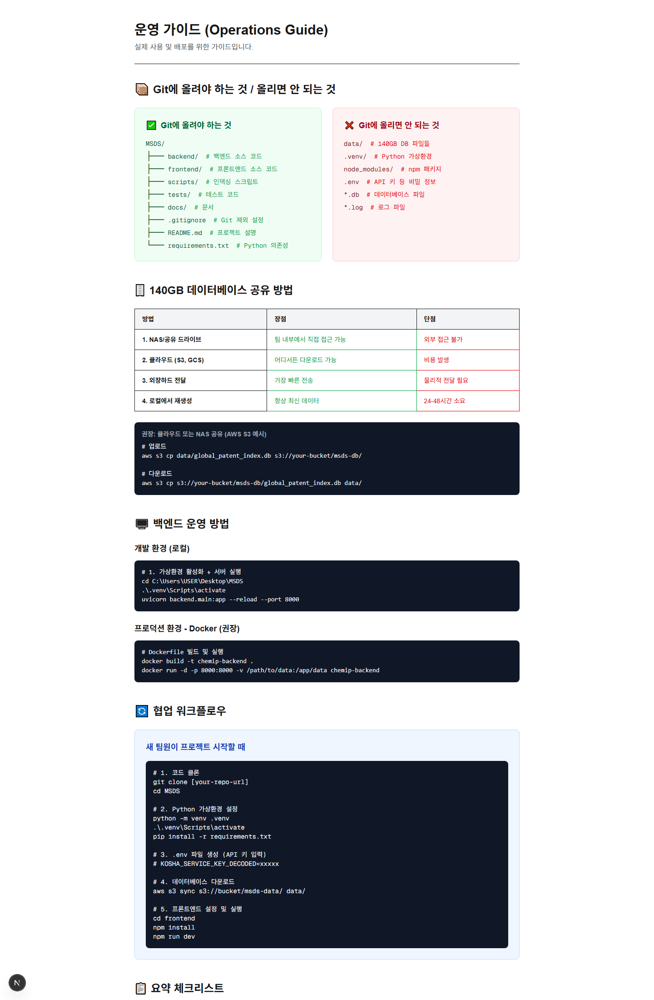 운영 가이드 (Operations Guide)
실제 사용 및 배포를 위한 가이드입니다.
📦 Git에 올려야 하는 것 / 올리면 안 되는 것
✅ Git에 올려야 하는 것
MSDS/
├── backend/ # 백엔드 소스 코드
├── frontend/ # 프론트엔드 소스 코드
├── scripts/ # 인덱싱 스크립트
├── tests/ # 테스트 코드
├── docs/ # 문서
├── .gitignore # Git 제외 설정
├── README.md # 프로젝트 설명
└── requirements.txt # Python 의존성
❌ Git에 올리면 안 되는 것
data/ # 140GB DB 파일들
.venv/ # Python 가상환경
node_modules/ # npm 패키지
.env # API 키 등 비밀 정보
*.db # 데이터베이스 파일
*.log # 로그 파일
🗄️ 140GB 데이터베이스 공유 방법
방법 장점 단점
1. NAS/공유 드라이브 팀 내부에서 직접 접근 가능 외부 접근 불가
2. 클라우드 (S3, GCS) 어디서든 다운로드 가능 비용 발생
3. 외장하드 전달 가장 빠른 전송 물리적 전달 필요
4. 로컬에서 재생성 항상 최신 데이터 24-48시간 소요
권장: 클라우드 또는 NAS 공유 (AWS S3 예시)
# 업로드
aws s3 cp data/global_patent_index.db s3://your-bucket/msds-db/
# 다운로드
aws s3 cp s3://your-bucket/msds-db/global_patent_index.db data/
🖥️ 백엔드 운영 방법
개발 환경 (로컬)
# 1. 가상환경 활성화 + 서버 실행
cd C:\Users\USER\Desktop\MSDS
.\.venv\Scripts\activate
uvicorn backend.main:app --reload --port 8000
프로덕션 환경 - Docker (권장)
# Dockerfile 빌드 및 실행
docker build -t chemip-backend .
docker run -d -p 8000:8000 -v /path/to/data:/app/data chemip-backend
🔄 협업 워크플로우
새 팀원이 프로젝트 시작할 때
# 1. 코드 클론
git clone [your-repo-url]
cd MSDS
# 2. Python 가상환경 설정
python -m venv .venv
.\.venv\Scripts\activate
pip install -r requirements.txt
# 3. .env 파일 생성 (API 키 입력)
# KOSHA_SERVICE_KEY_DECODED=xxxxx
# 4. 데이터베이스 다운로드
aws s3 sync s3://bucket/msds-data/ data/
# 5. 프론트엔드 설정 및 실행
cd frontend
npm install
npm run dev
N
📋 요약 체크리스트